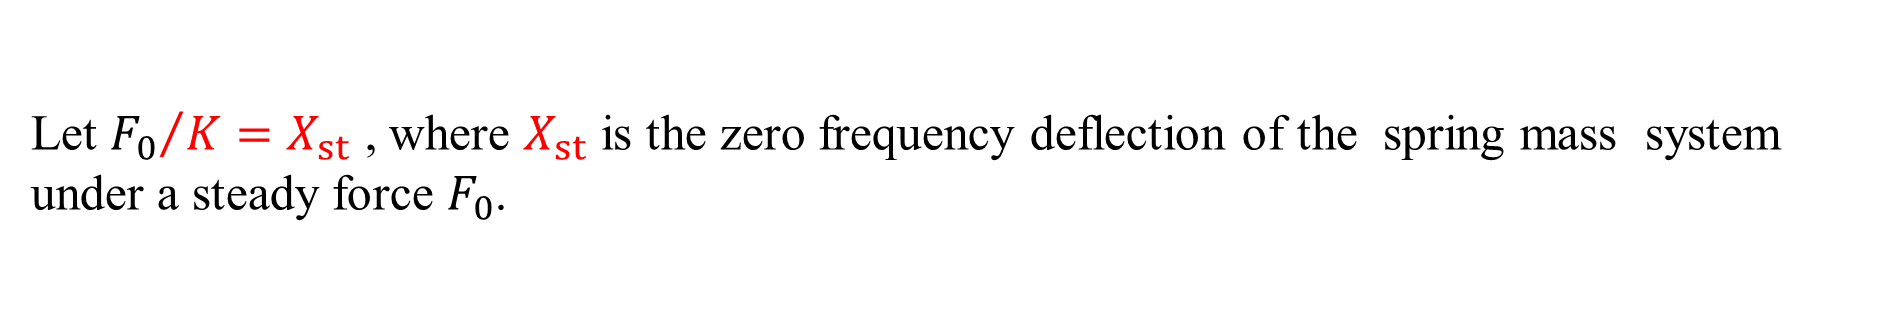 Let F₀/K = Xₛₜ , where Xₛₜ is the zero frequency deflection of the spring mass system
under a steady force F₀.